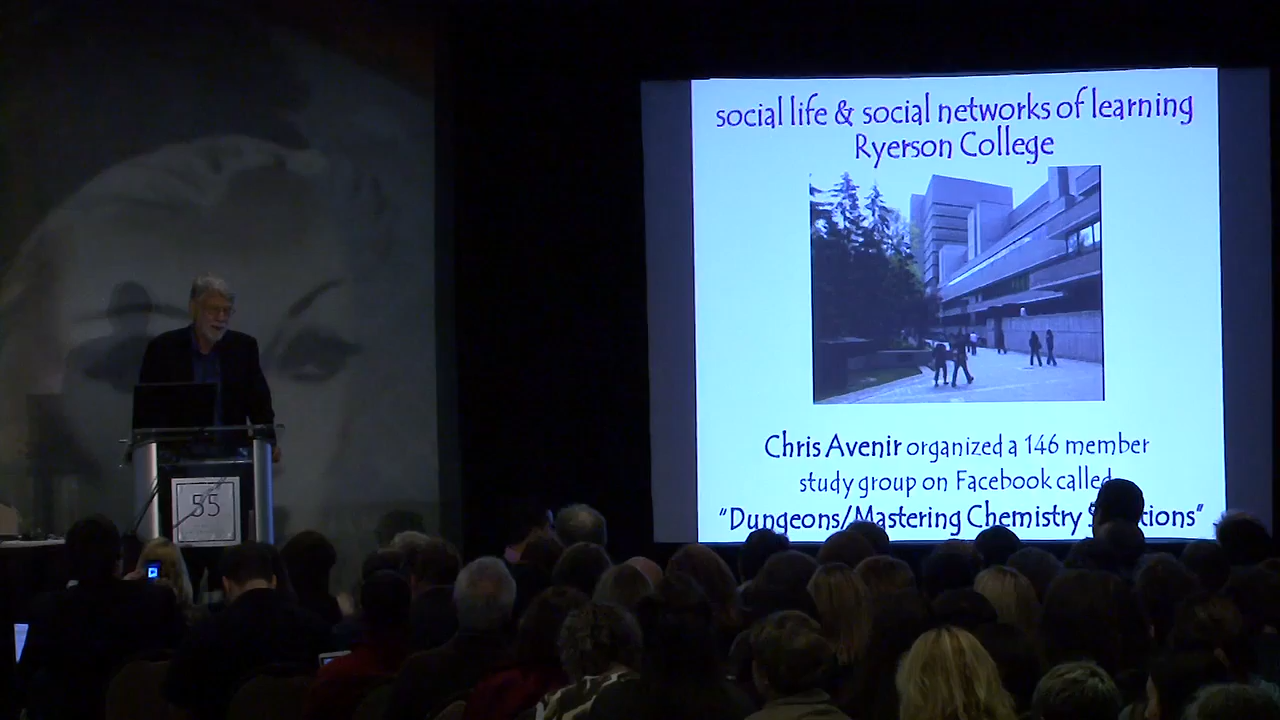 social life & social networks of learning
Ryerson College
Chris Avenir organized a 146 member
study group on Facebook called
"Dungeons/Mastering Chemistry tions"
55